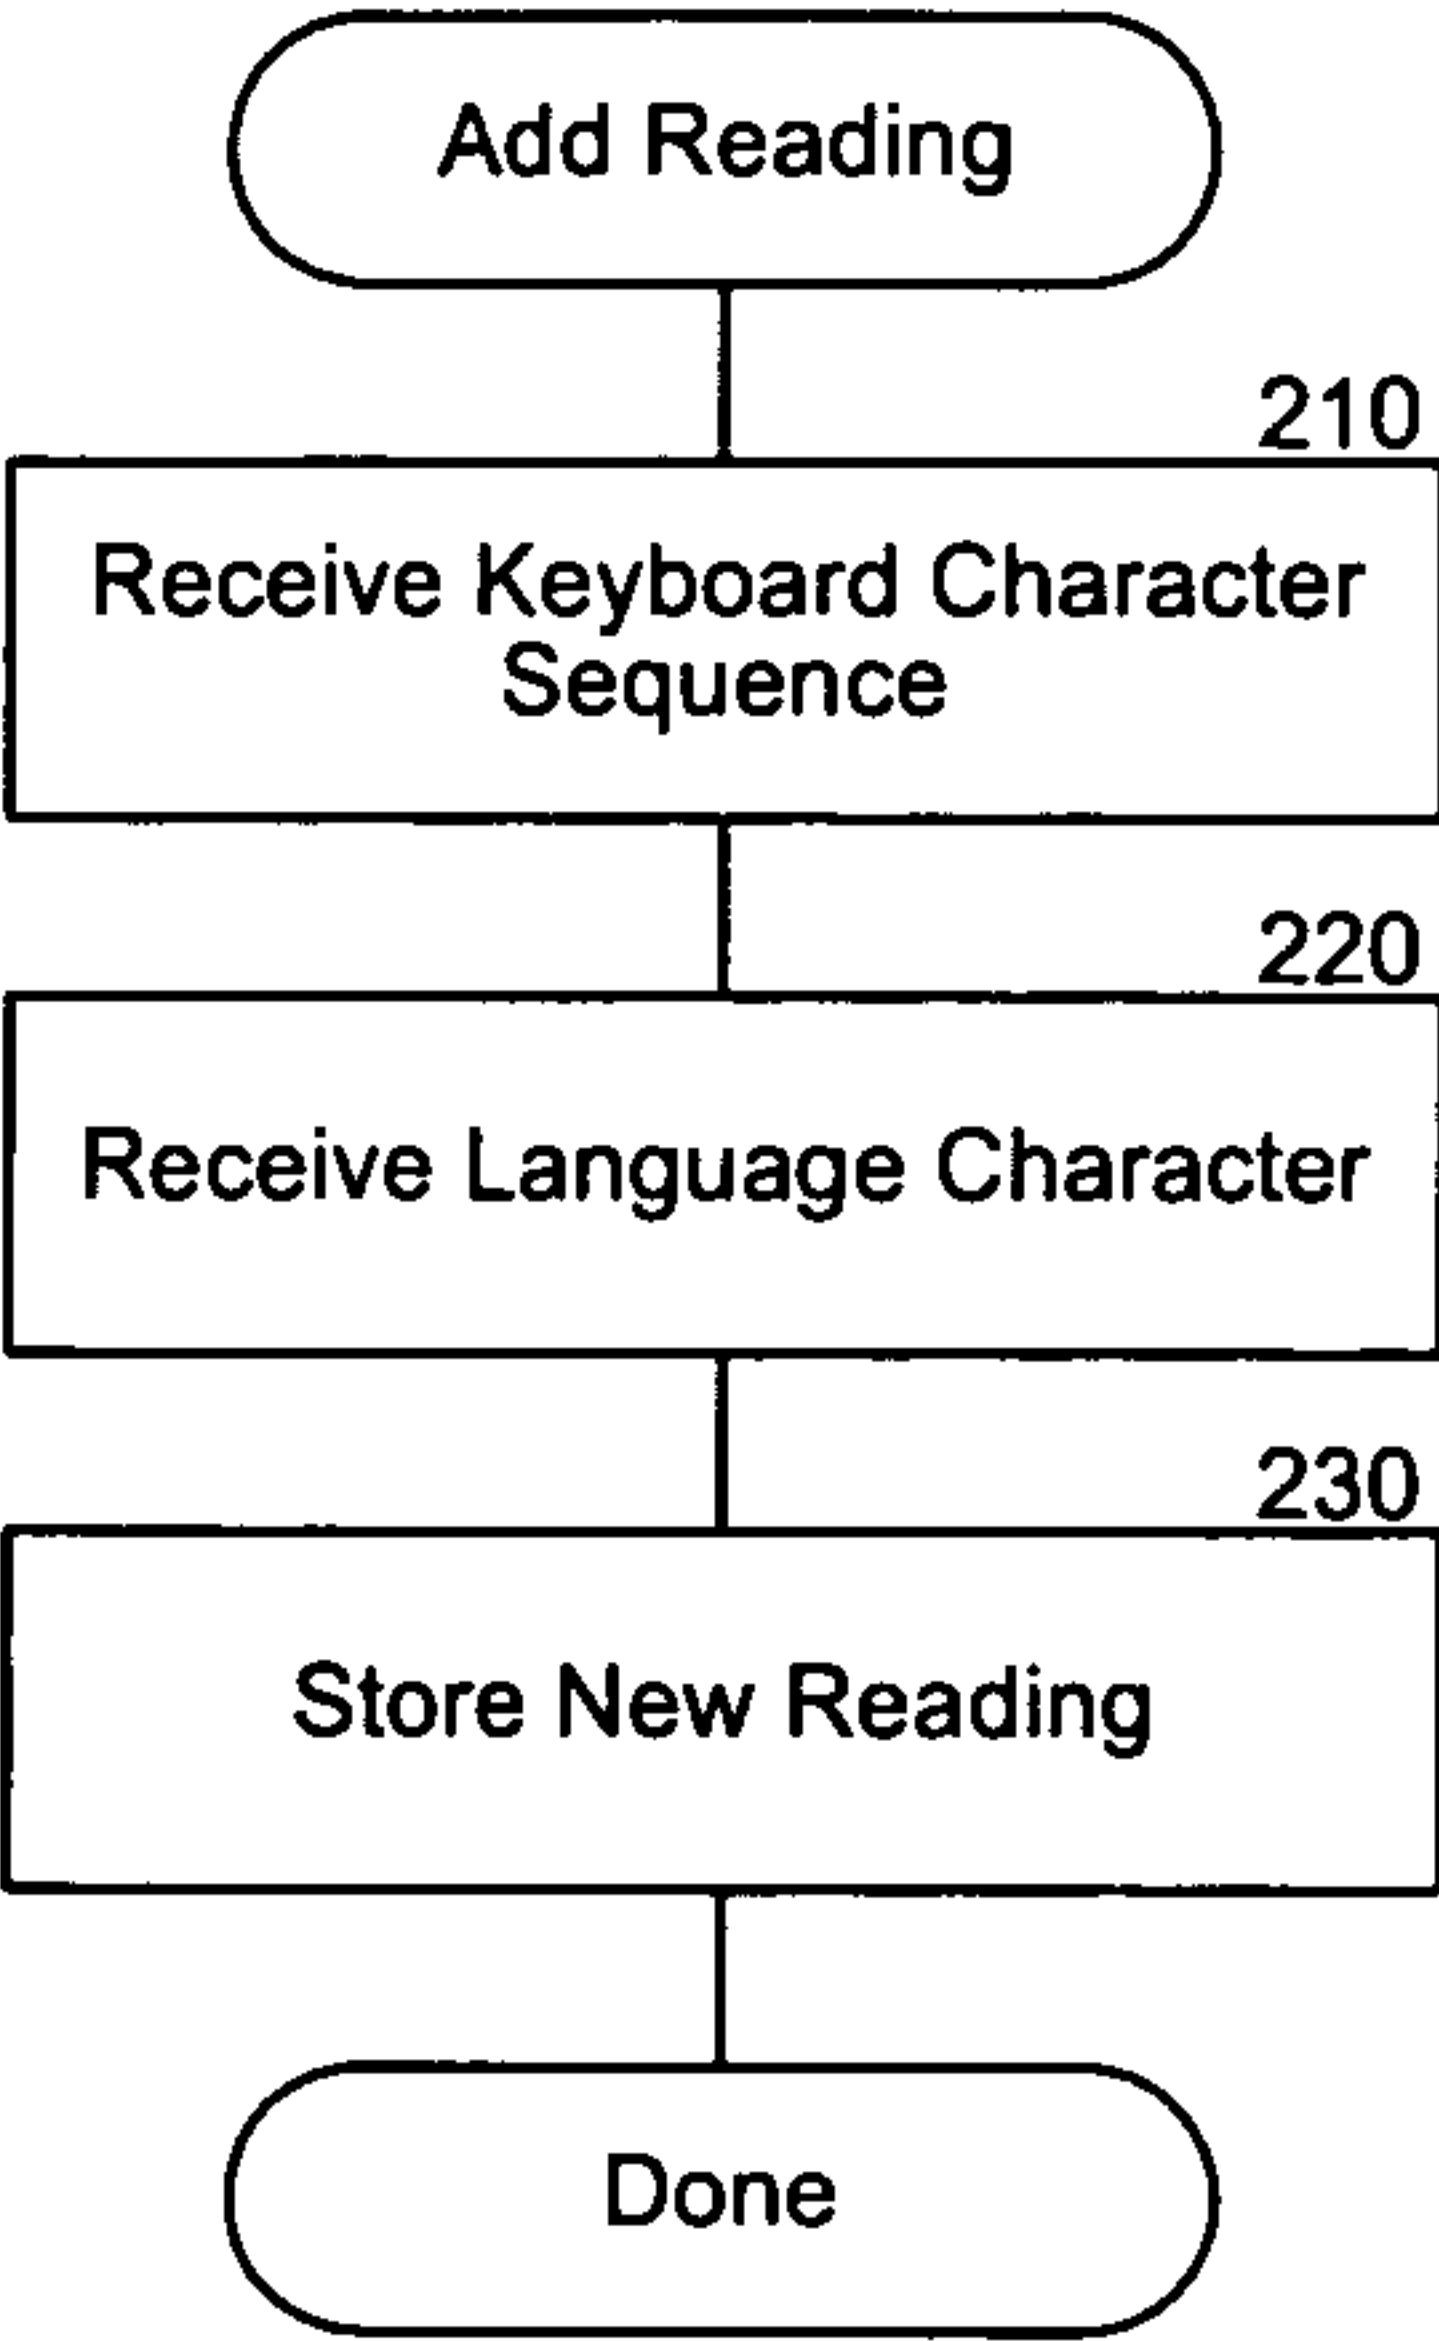 Add Reading
210
Receive Keyboard Character
Sequence
220
Receive Language Character
230
Store New Reading
Done